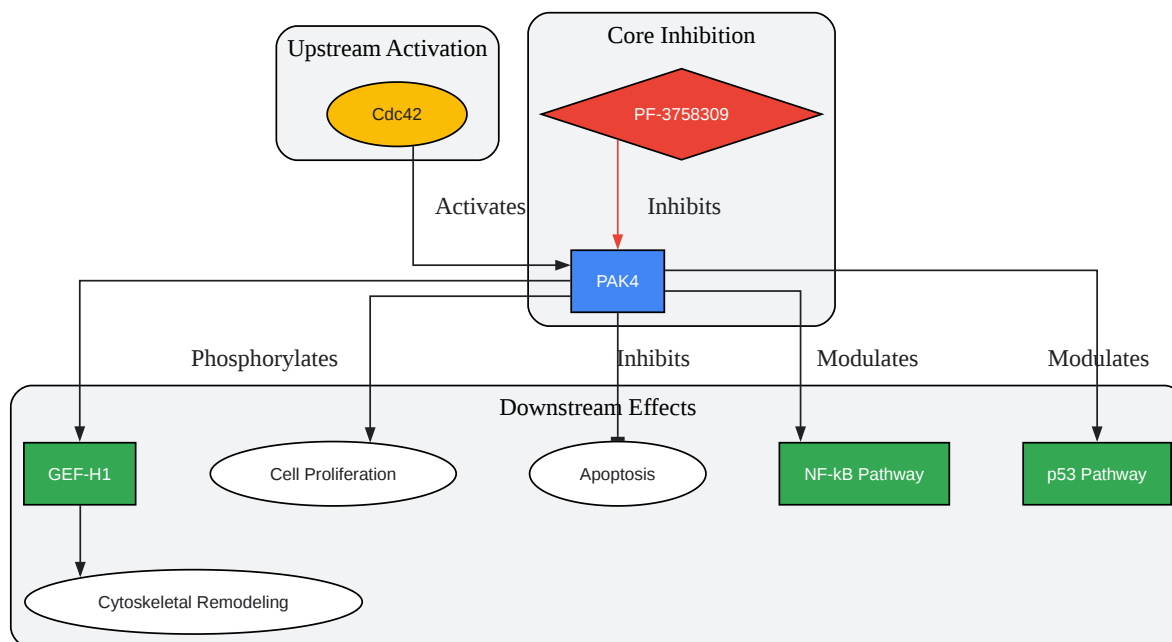 Upstream Activation
Core Inhibition
Cdc42
PF-3758309
Activates
Inhibits
PAK4
Phosphorylates
Inhibits
Modulates
Modulates
Downstream Effects
GEF-H1
Cell Proliferation
Apoptosis
NF-kB Pathway
p53 Pathway
Cytoskeletal Remodeling